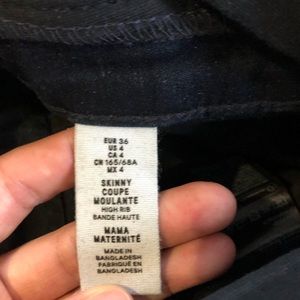 EUR 36
US 4
CA 4
CN 165/68A
MX 4
SKINNY
COUPE
MOULANTE
HIGH RIB
BANDE HAUTE
MAMA
MATERNITÉ
MADE IN
BANGLADESH
FABRIQUÉ EN
BANGLADESH